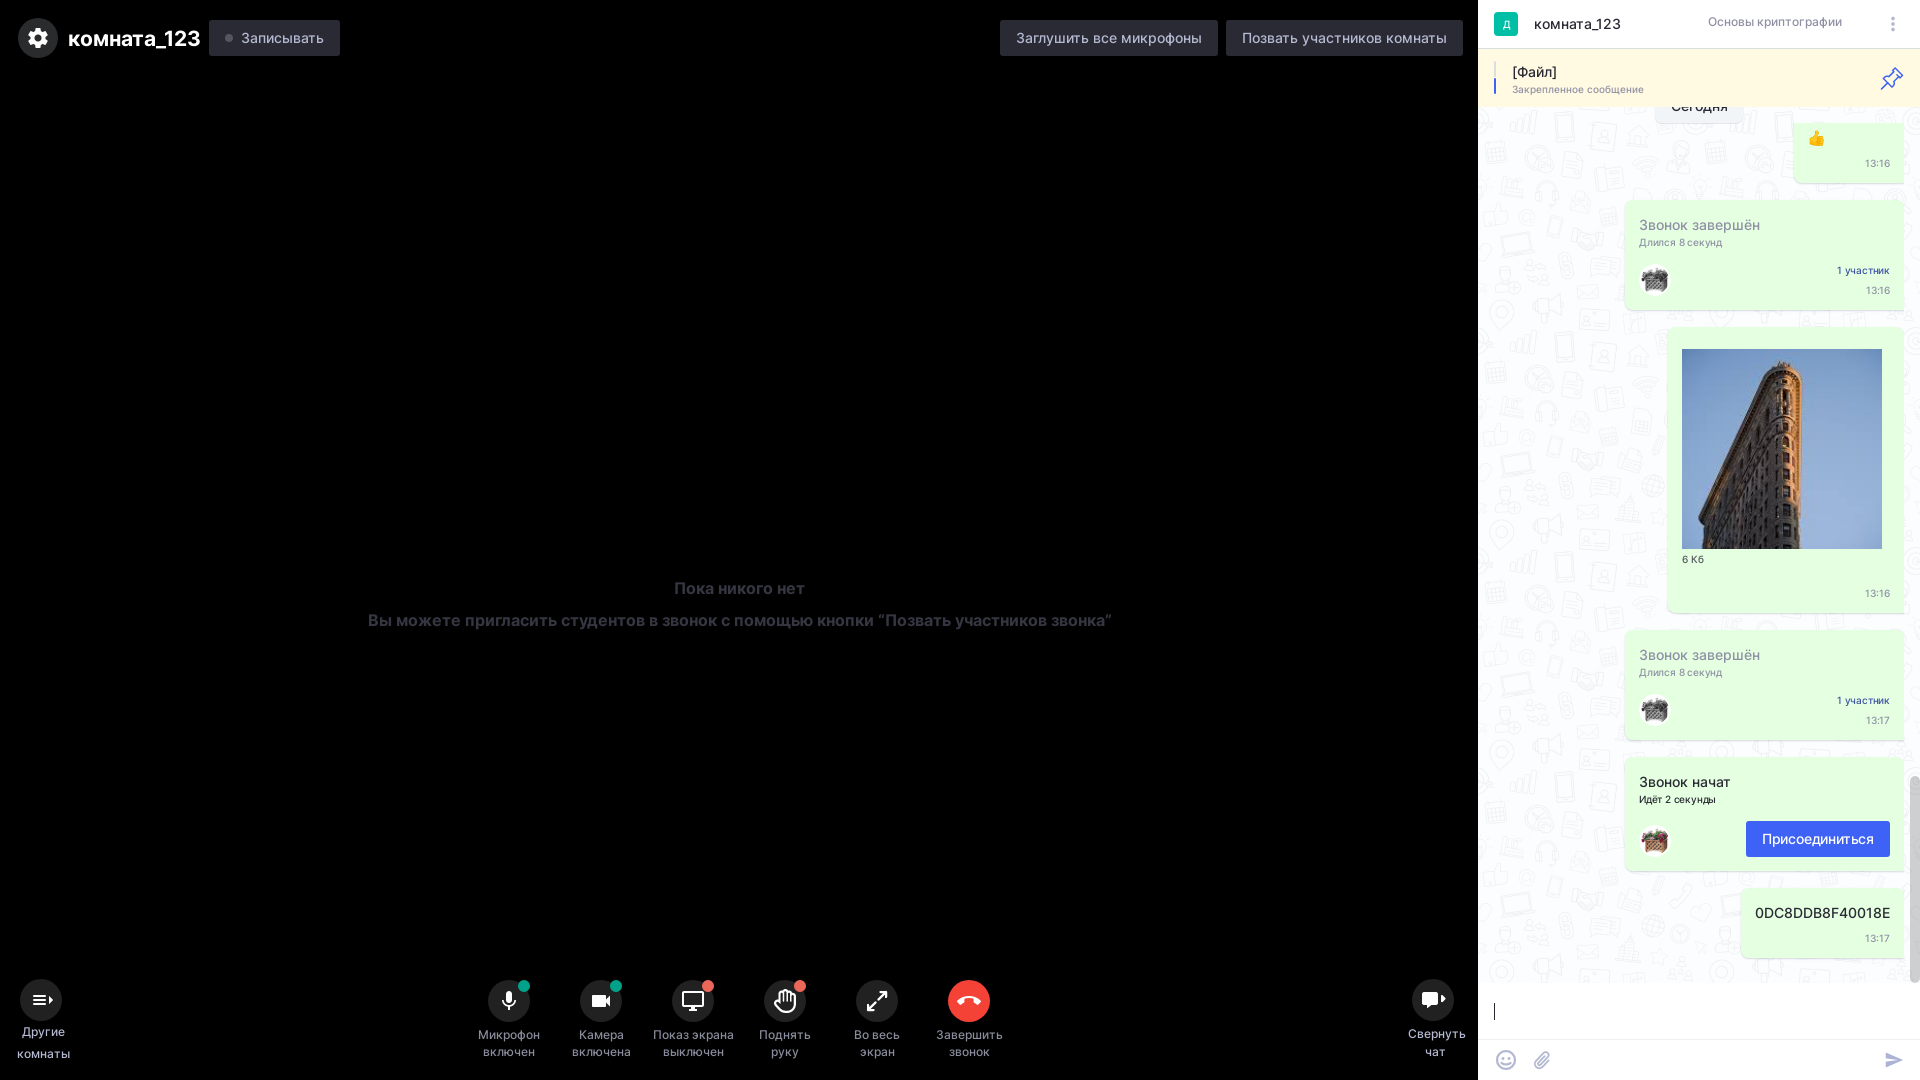 комната_123
Записывать
Заглушить все микрофоны
Позвать участников комнаты
Пока никого нет
Вы можете пригласить студентов в звонок с помощью кнопки “Позвать участников звонка”
Другие
комнаты
Микрофон
включен
Камера
включена
Показ экрана
выключен
Поднять
руку
Во весь
экран
Завершить
звонок
Свернуть
чат
Д
комната_123
Основы криптографии
[Файл]
Закрепленное сообщение
Сегодня
13:16
Звонок завершён
Длился 8 секунд
1 участник
13:16
6 Кб
13:16
Звонок завершён
Длился 8 секунд
1 участник
13:17
Звонок начат
Идёт 2 секунды
Присоединиться
0DC8DDB8F40018E
13:17